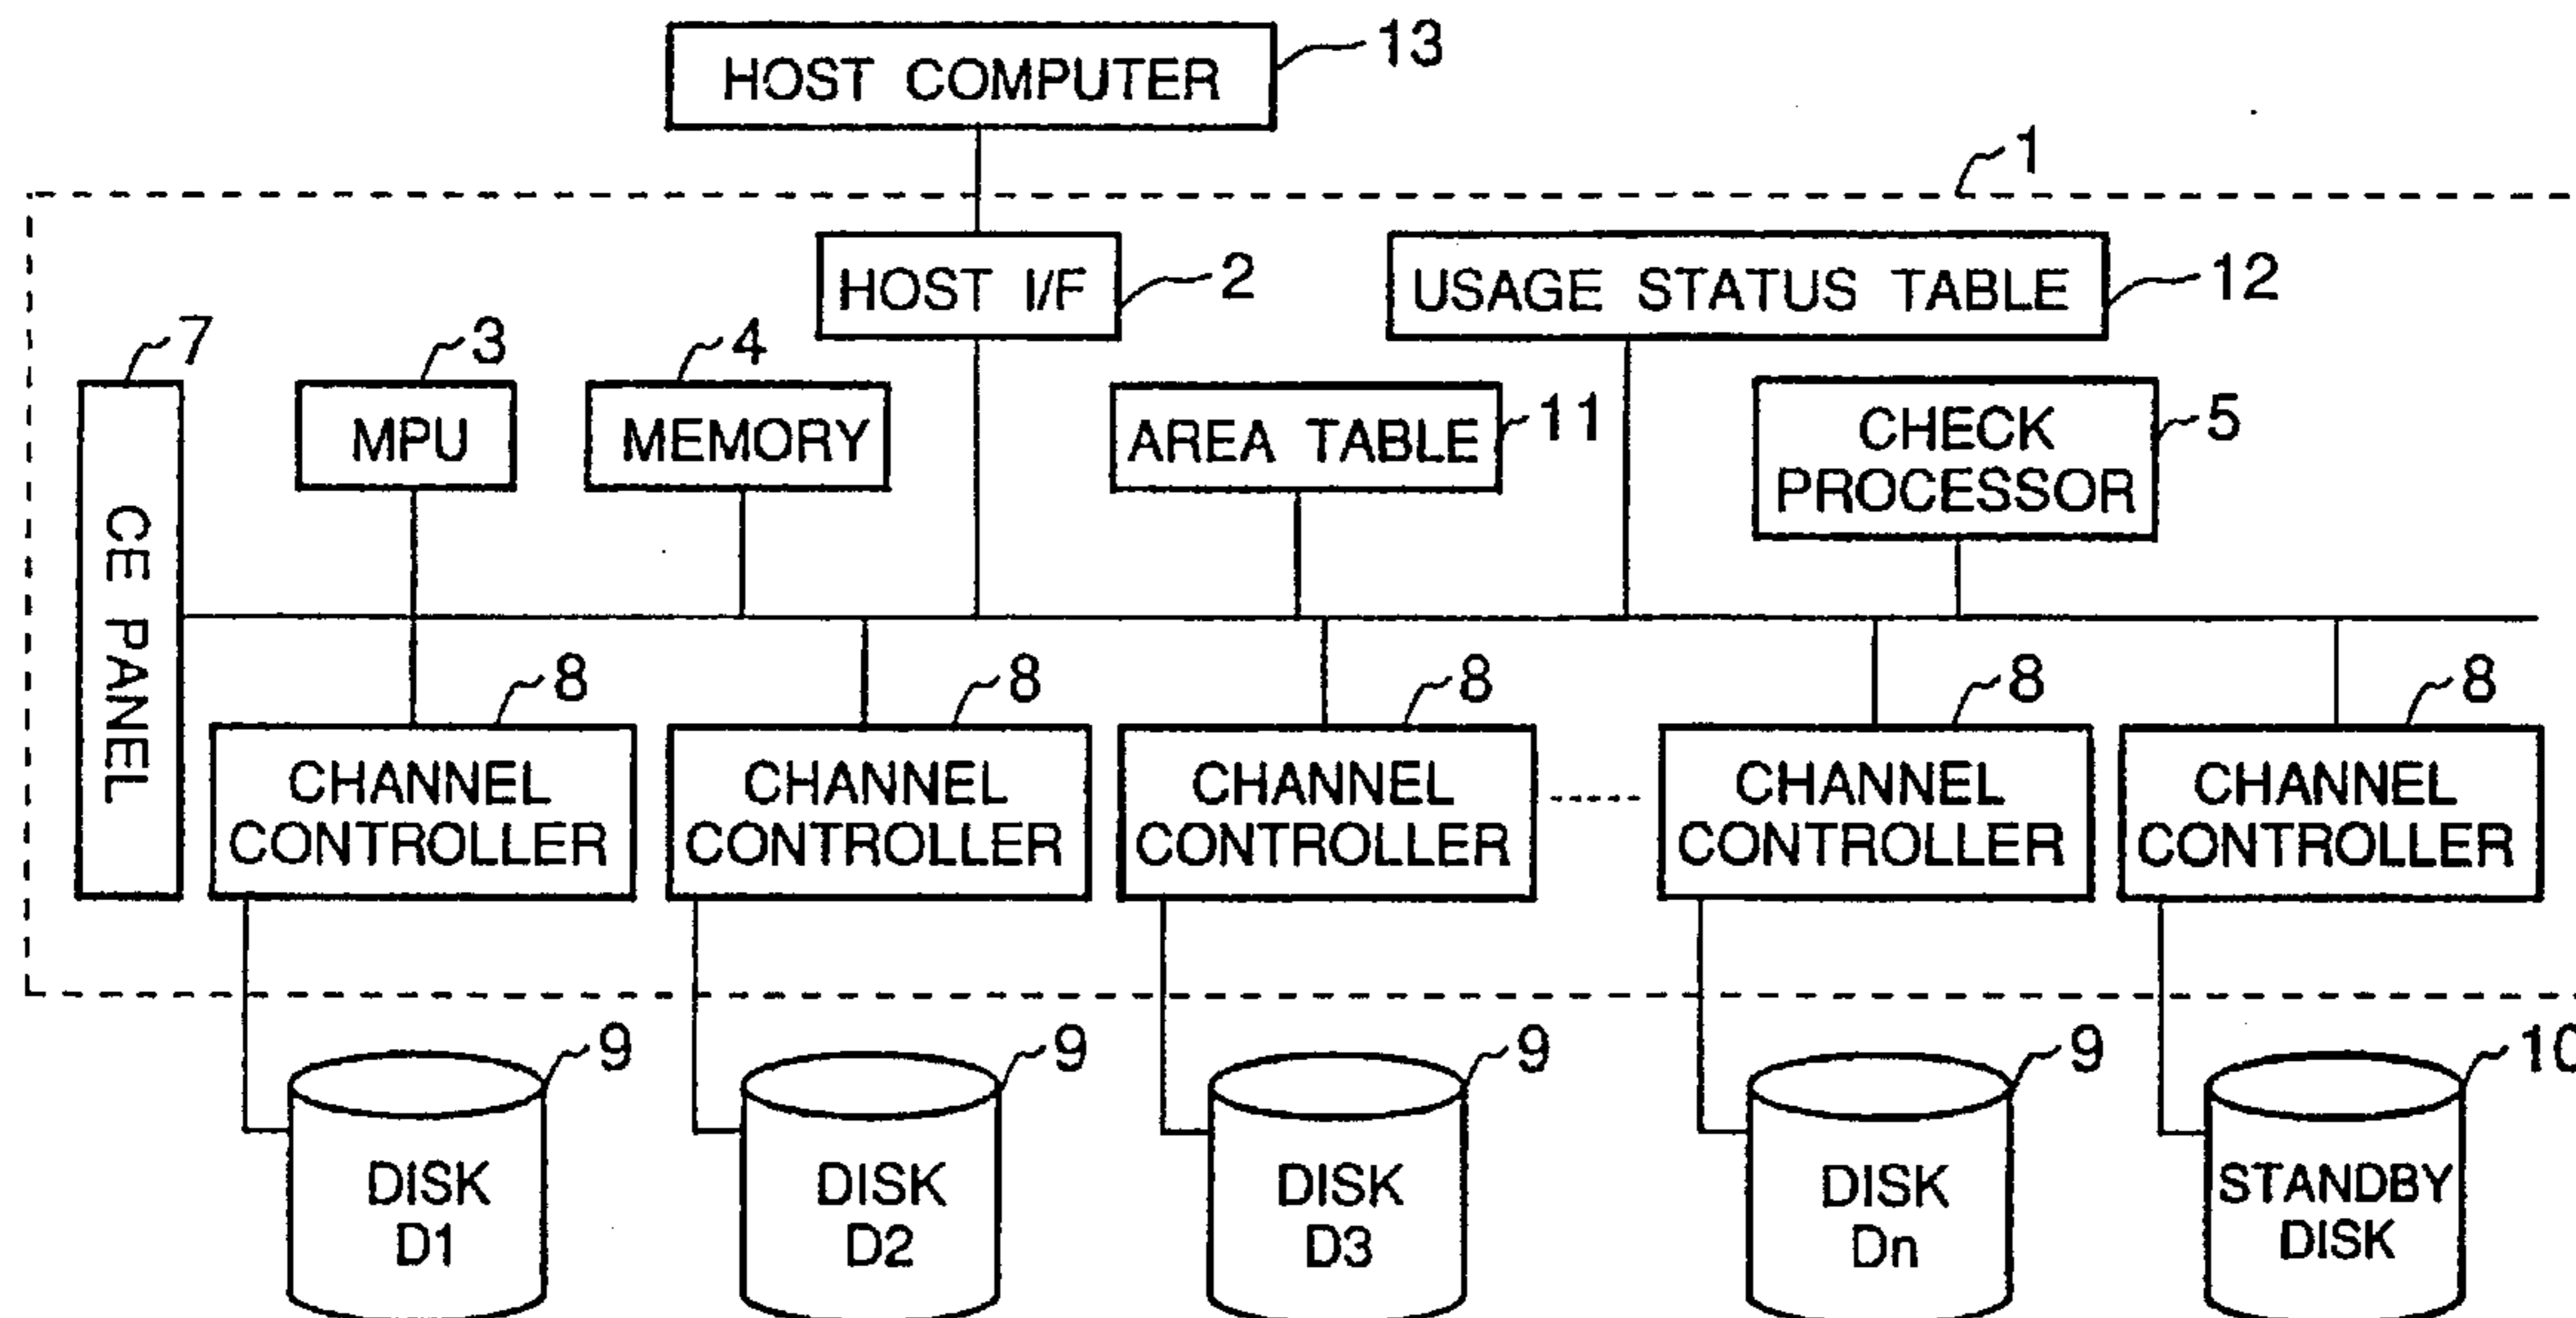 HOST COMPUTER
13
1
HOST I/F
2
USAGE STATUS TABLE
12
7
3
4
MPU
MEMORY
AREA TABLE
11
CHECK
PROCESSOR
5
CE PANEL
8
8
8
8
8
CHANNEL
CONTROLLER
CHANNEL
CONTROLLER
CHANNEL
CONTROLLER
CHANNEL
CONTROLLER
CHANNEL
CONTROLLER
9
9
9
9
10
DISK
D1
DISK
D2
DISK
D3
DISK
Dn
STANDBY
DISK